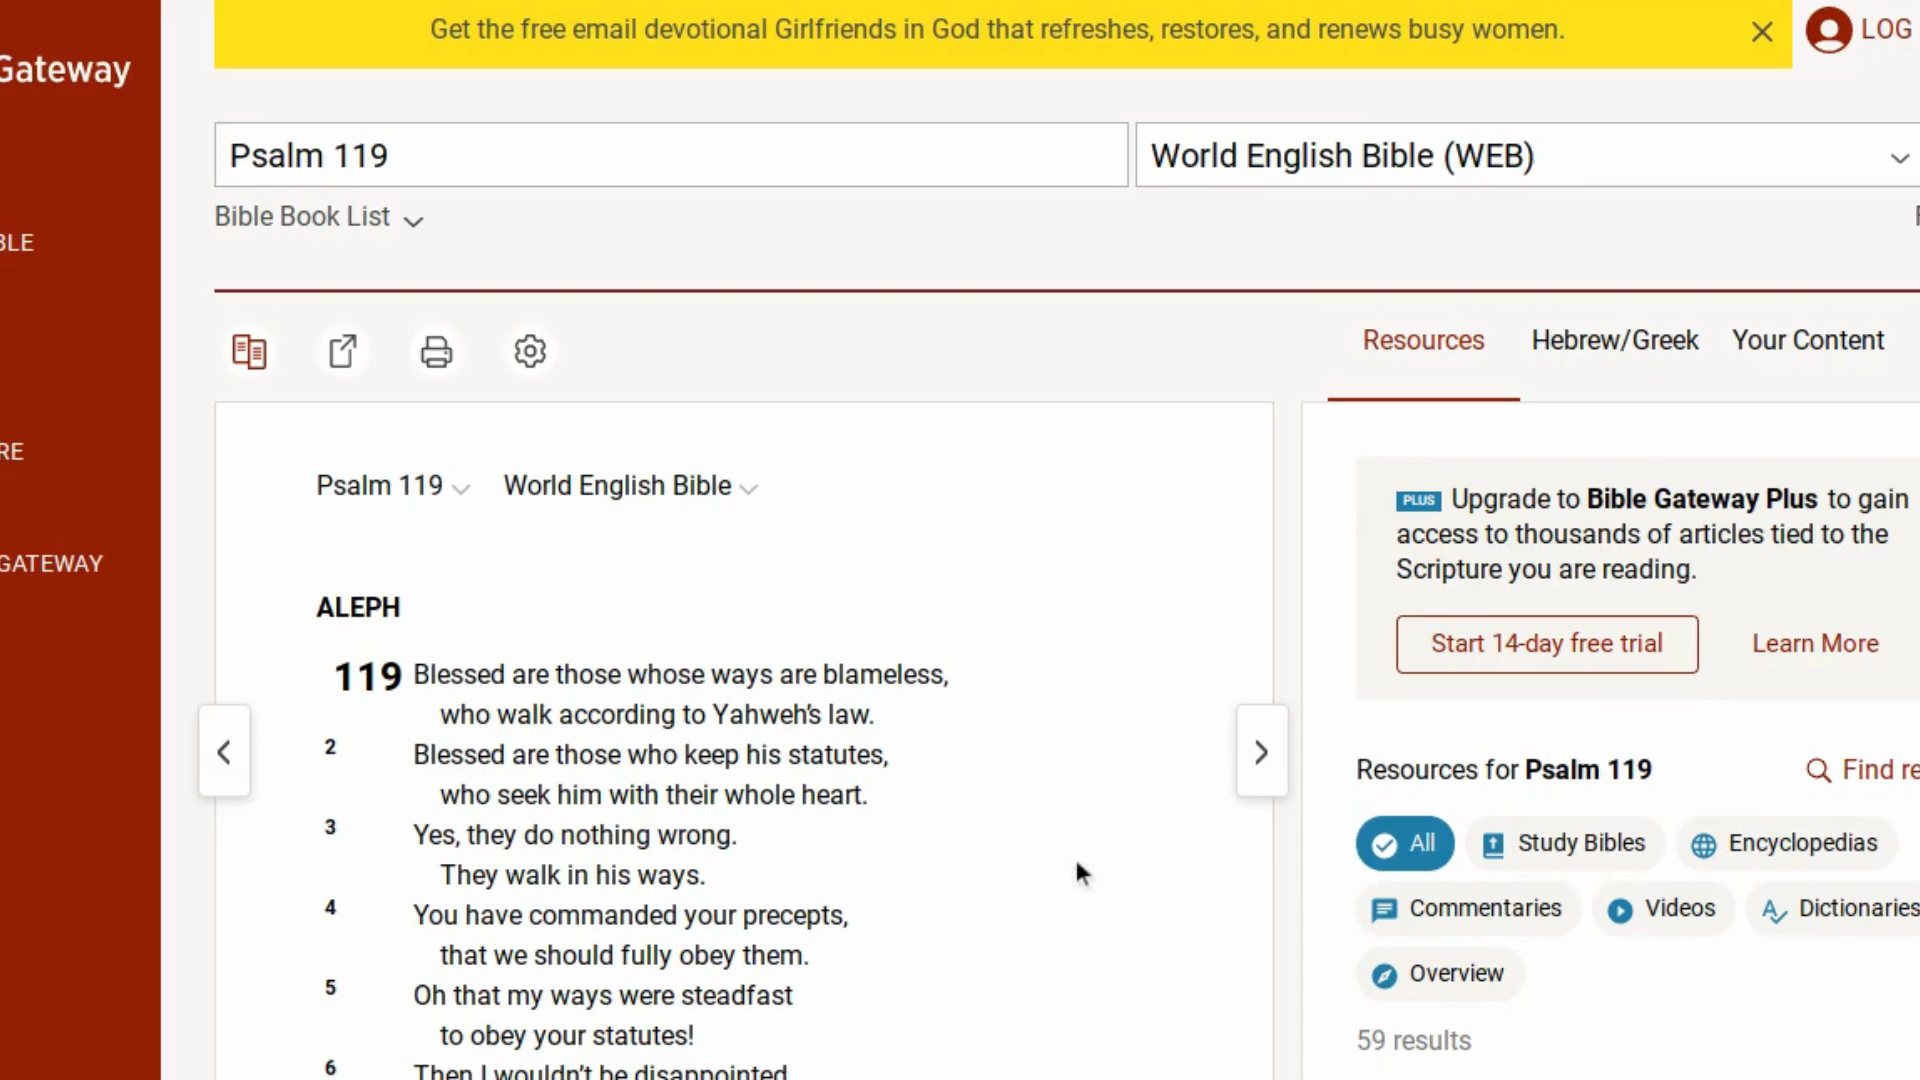 Get the free email devotional Girlfriends in God that refreshes, restores, and renews busy women.
LOG
Gateway
Psalm 119
World English Bible (WEB)
Bible Book List
BLE
RE
GATEWAY
Resources
Hebrew/Greek
Your Content
Psalm 119
World English Bible
ALEPH
119 Blessed are those whose ways are blameless,
who walk according to Yahweh's law.
2 Blessed are those who keep his statutes,
who seek him with their whole heart.
3 Yes, they do nothing wrong.
They walk in his ways.
4 You have commanded your precepts,
that we should fully obey them.
5 Oh that my ways were steadfast
to obey your statutes!
6 Then I wouldn't be disappointed
PLUS Upgrade to Bible Gateway Plus to gain
access to thousands of articles tied to the
Scripture you are reading.
Start 14-day free trial
Learn More
Resources for Psalm 119
Find re
All
Study Bibles
Encyclopedias
Commentaries
Videos
Dictionaries
Overview
59 results